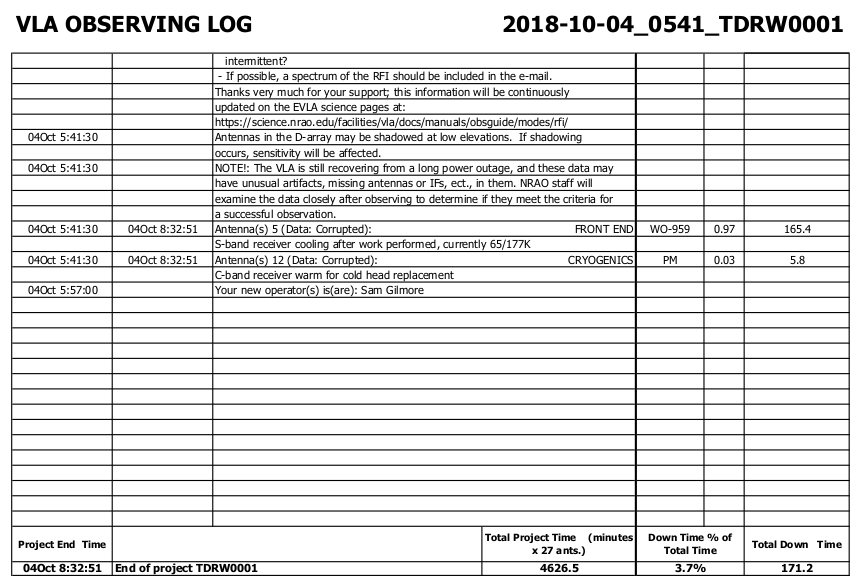 VLA OBSERVING LOG 2018-10-04_0541_TDRW0001
intermittent?
- If possible, a spectrum of the RFI should be included in the e-mail.
Thanks very much for your support; this information will be continuously
updated on the EVLA science pages at:
https://science.nrao.edu/facilities/vla/docs/manuals/obsguide/modes/rfi/
04Oct 5:41:30 Antennas in the D-array may be shadowed at low elevations. If shadowing
occurs, sensitivity will be affected.
04Oct 5:41:30 NOTE!: The VLA is still recovering from a long power outage, and these data may
have unusual artifacts, missing antennas or IFs, ect., in them. NRAO staff will
examine the data closely after observing to determine if they meet the criteria for
a successful observation.
04Oct 5:41:30 04Oct 8:32:51 Antenna(s) 5 (Data: Corrupted): FRONT END WO-959 0.97 165.4
S-band receiver cooling after work performed, currently 65/177K
04Oct 5:41:30 04Oct 8:32:51 Antenna(s) 12 (Data: Corrupted): CRYOGENICS PM 0.03 5.8
C-band receiver warm for cold head replacement
04Oct 5:57:00 Your new operator(s) is(are): Sam Gilmore
Project End Time Total Project Time (minutes x 27 ants.) Down Time % of Total Time Total Down Time
04Oct 8:32:51 End of project TDRW0001 4626.5 3.7% 171.2